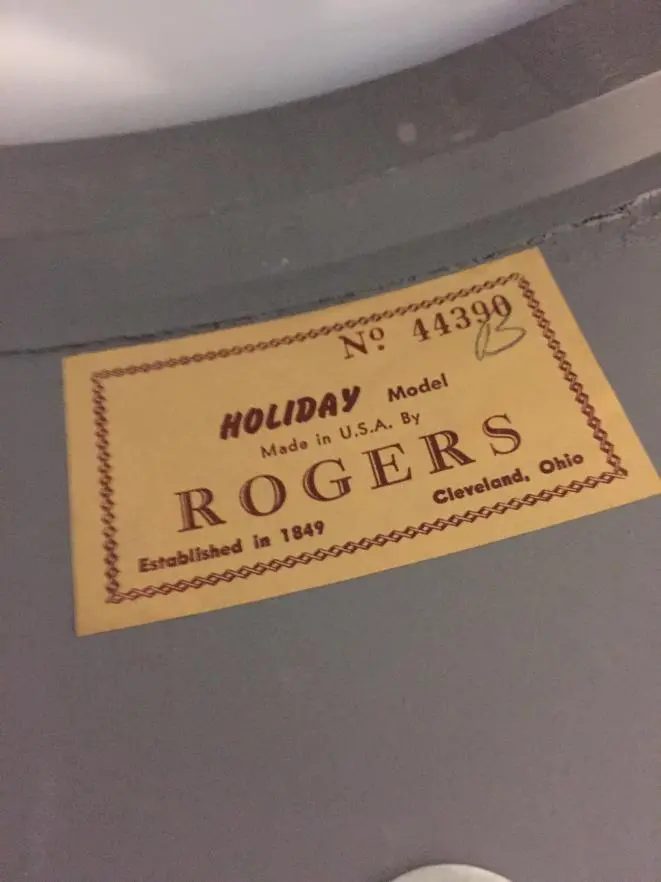 Nº 44390
B
HOLIDAY Model
Made in U.S.A. By
ROGERS
Established in 1849 Cleveland, Ohio